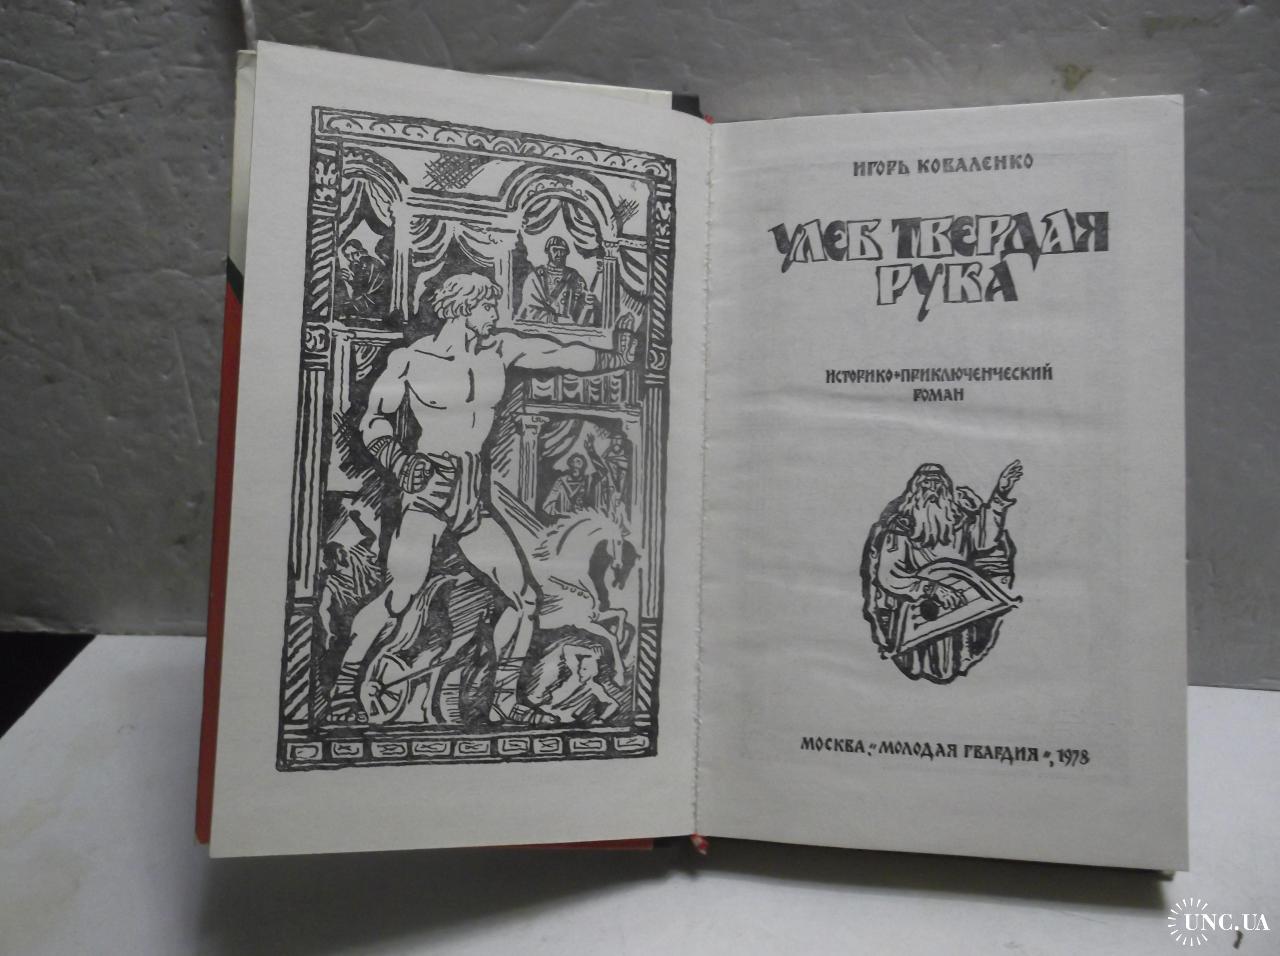 ИГОРЬ КОВАЛЕНКО
УЛЕБ ТВЕРДАЯ
РУКА
ИСТОРИКО-ПРИКЛЮЧЕНЧЕСКИЙ
РОМАН
МОСКВА, «МОЛОДАЯ ГВАРДИЯ», 1978
UNC.UA